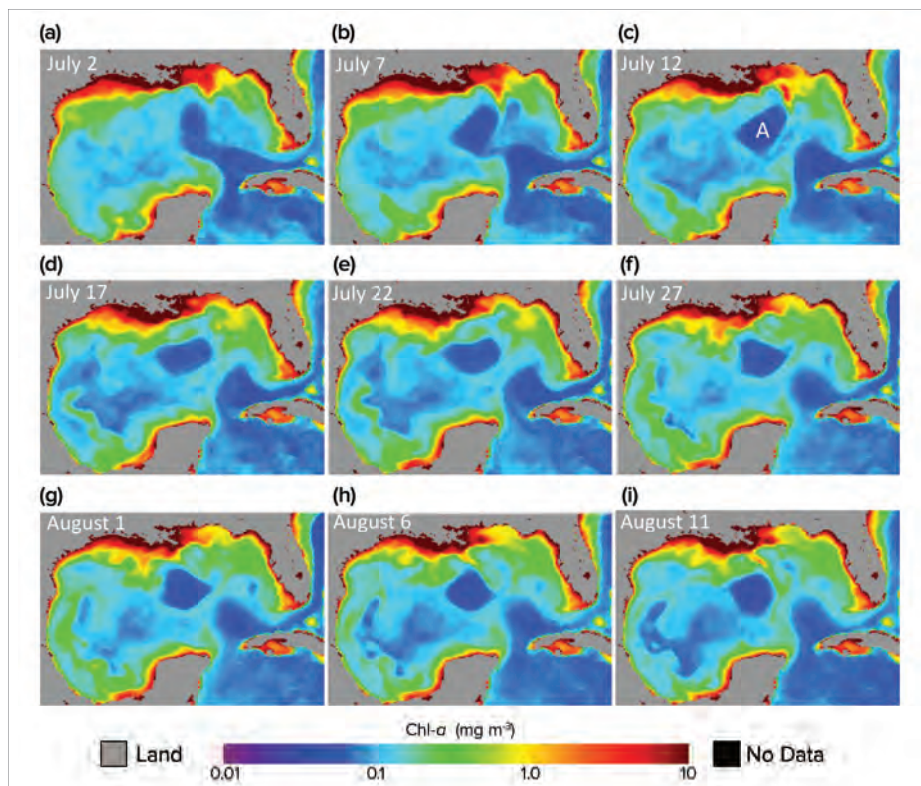 (a) (b) (c)
July 2 July 7 July 12
A
(d) (e) (f)
July 17 July 22 July 27
(g) (h) (i)
August 1 August 6 August 11
Chl-a (mg m⁻³)
Land No Data
0.01 0.1 1.0 10